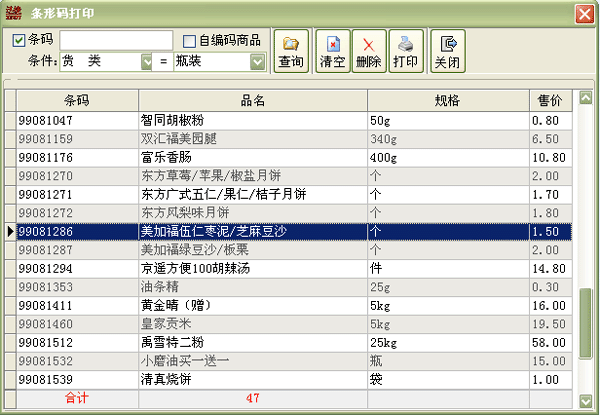 条形码打印
条码 自编码商品
条件: 货 类 = 瓶装
查询 清空 删除 打印 关闭
条码 品名 规格 售价
99081047 智同胡椒粉 50g 0.80
99081159 双汇福美园腿 340g 6.50
99081176 富乐香肠 400g 10.80
99081270 东方草莓/苹果/椒盐月饼 个 2.00
99081271 东方广式五仁/果仁/桔子月饼 个 1.70
99081272 东方风梨味月饼 个 1.80
99081286 美加福伍仁枣泥/芝麻豆沙 个 1.50
99081287 美加福绿豆沙/板栗 个 2.00
99081294 京遥方便100胡辣汤 件 14.80
99081353 油条精 25g 0.30
99081411 黄金晴（赠） 5kg 16.00
99081460 皇家贡米 5kg 19.50
99081512 禹雪特二粉 25kg 58.00
99081532 小磨油买一送一 瓶 15.00
99081539 清真烧饼 袋 1.00
合计 47